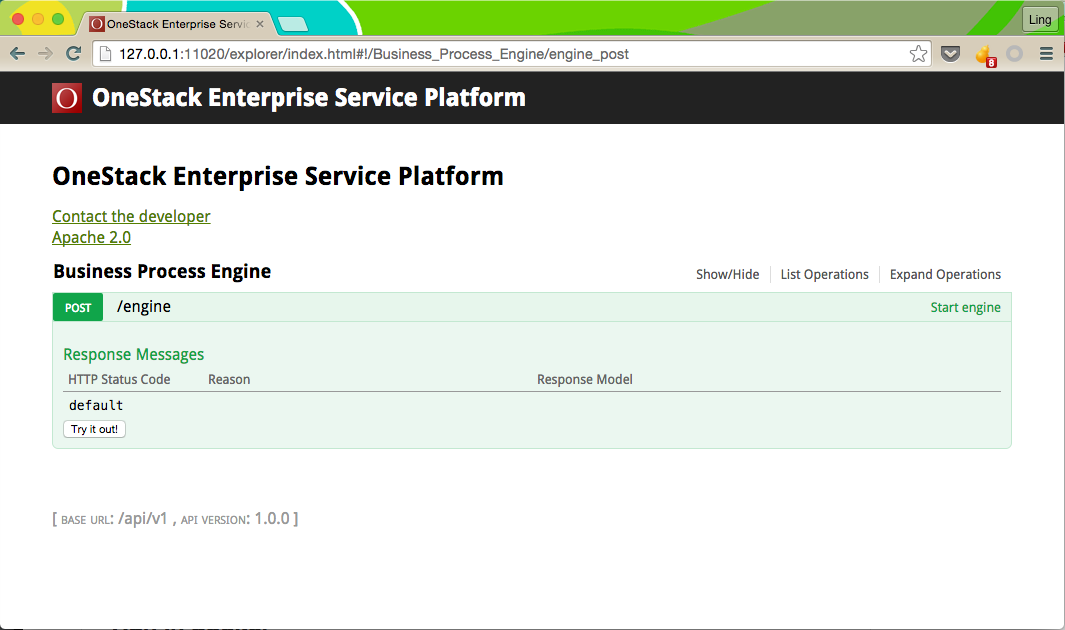 OneStack Enterprise Servic
Ling
127.0.0.1:11020/explorer/index.html#!/Business_Process_Engine/engine_post
8
O OneStack Enterprise Service Platform
OneStack Enterprise Service Platform
Contact the developer
Apache 2.0
Business Process Engine Show/Hide List Operations Expand Operations
POST /engine Start engine
Response Messages
HTTP Status Code Reason Response Model
default
Try it out!
[ BASE URL: /api/v1 , API VERSION: 1.0.0 ]